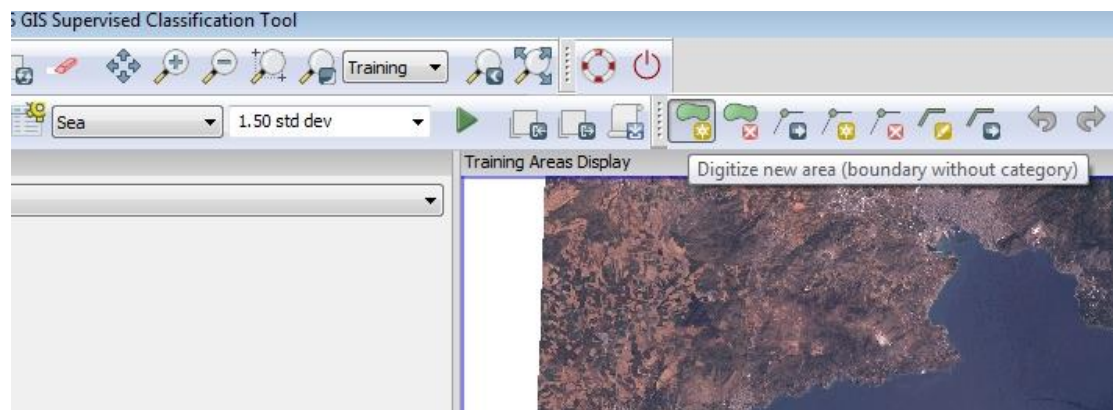 S GIS Supervised Classification Tool
Training
Sea
1.50 std dev
Training Areas Display
Digitize new area (boundary without category)